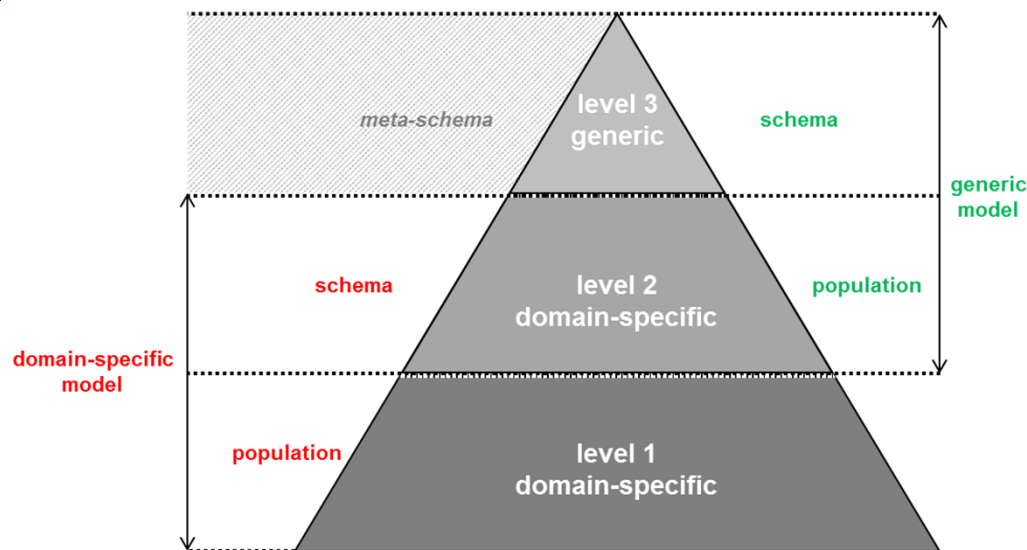 level 3
generic
meta-schema
schema
generic
model
schema
level 2
domain-specific
population
domain-specific
model
population
level 1
domain-specific